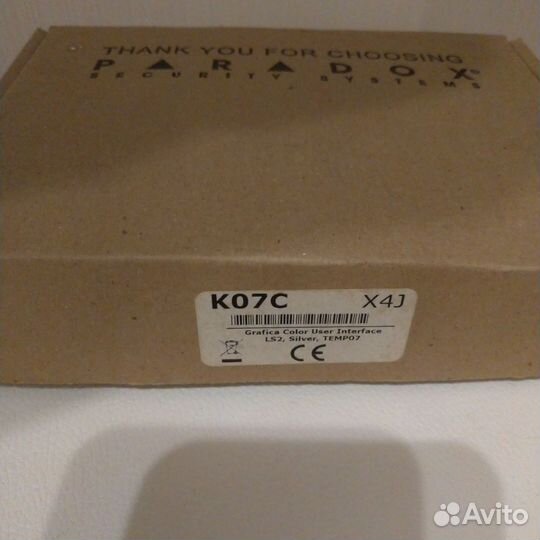 THANK YOU FOR CHOOSING
PARADOX®
SECURITY SYSTEMS
K07C X4J
Grafica Color User Interface
LS2, Silver, TEMP07
CE
Avito